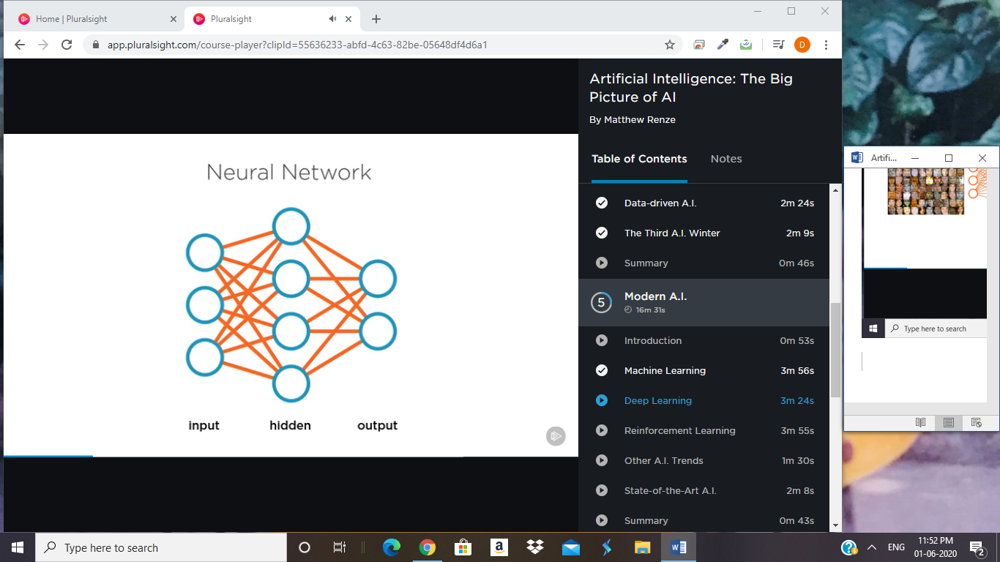 Home | Pluralsight
Pluralsight
app.pluralsight.com/course-player?clipId=55636233-abfd-4c63-82be-05648df4d6a1
D
Neural Network
input hidden output
Artificial Intelligence: The Big
Picture of AI
By Matthew Renze
Table of Contents Notes
Data-driven A.I. 2m 24s
The Third A.I. Winter 2m 9s
Summary 0m 46s
5 Modern A.I.
16m 31s
Introduction 0m 53s
Machine Learning 3m 56s
Deep Learning 3m 24s
Reinforcement Learning 3m 55s
Other A.I. Trends 1m 30s
State-of-the-Art A.I. 2m 8s
Summary 0m 43s
W Artifi...
Type here to search
Type here to search
a
W
ENG
11:52 PM
01-06-2020
2